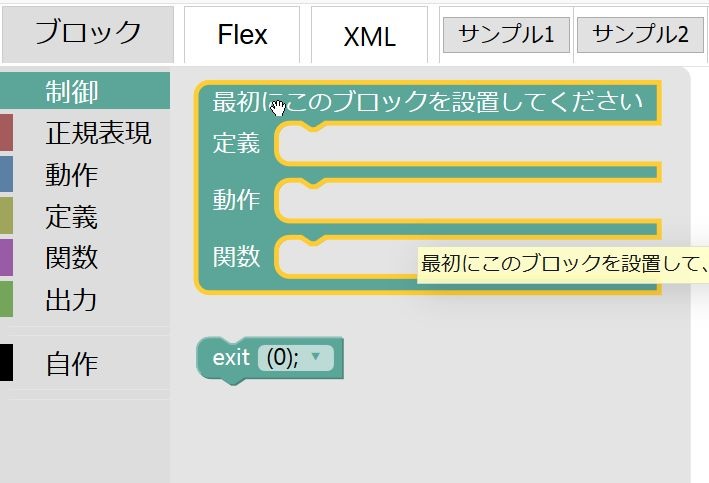 ブロック Flex XML サンプル1 サンプル2
制御
正規表現
動作
定義
関数
出力
自作
最初にこのブロックを設置してください
定義
動作
関数
最初にこのブロックを設置して、
exit (0);